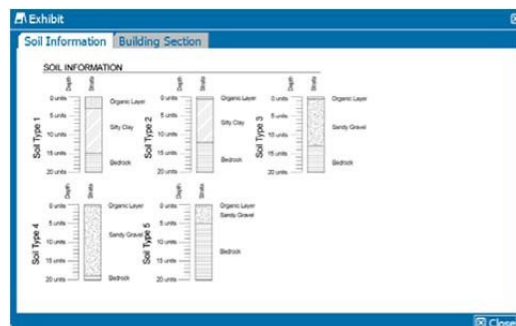 Exhibit
Soil Information Building Section
SOIL INFORMATION
Soil Type 1
Depth Strata
0 units Organic Layer
5 units
Silty Clay
10 units
15 units
Bedrock
20 units
Soil Type 2
Depth Strata
0 units Organic Layer
5 units
Silty Clay
10 units
15 units
Bedrock
20 units
Soil Type 3
Depth Strata
0 units Organic Layer
5 units
Sandy Gravel
10 units
15 units
Bedrock
20 units
Soil Type 4
Depth Strata
0 units Organic Layer
5 units
Sandy Gravel
10 units
15 units
20 units Bedrock
Soil Type 5
Depth Strata
0 units Organic Layer
Sandy Gravel
5 units
10 units
Bedrock
15 units
20 units
Close